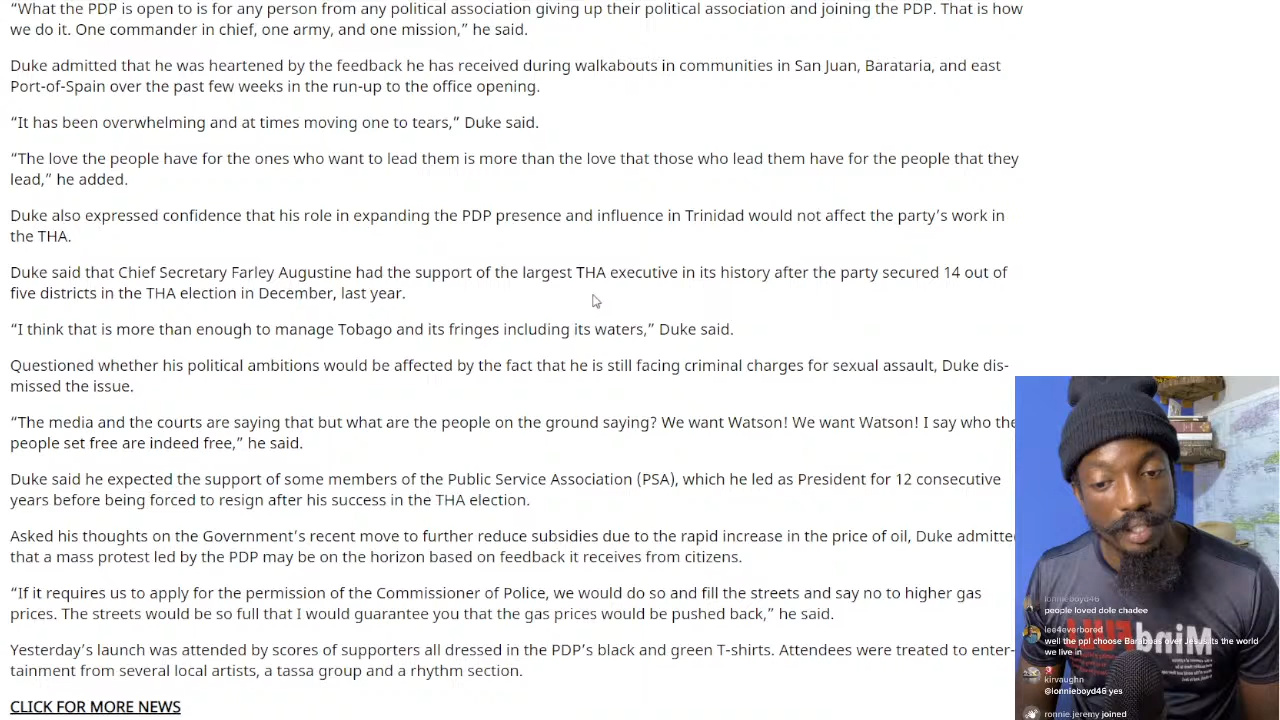 “What the PDP is open to is for any person from any political association giving up their political association and joining the PDP. That is how
we do it. One commander in chief, one army, and one mission,” he said.
Duke admitted that he was heartened by the feedback he has received during walkabouts in communities in San Juan, Barataria, and east
Port-of-Spain over the past few weeks in the run-up to the office opening.
“It has been overwhelming and at times moving one to tears,” Duke said.
“The love the people have for the ones who want to lead them is more than the love that those who lead them have for the people that they
lead,” he added.
Duke also expressed confidence that his role in expanding the PDP presence and influence in Trinidad would not affect the party’s work in
the THA.
Duke said that Chief Secretary Farley Augustine had the support of the largest THA executive in its history after the party secured 14 out of
five districts in the THA election in December, last year.
“I think that is more than enough to manage Tobago and its fringes including its waters,” Duke said.
Questioned whether his political ambitions would be affected by the fact that he is still facing criminal charges for sexual assault, Duke dis-
missed the issue.
“The media and the courts are saying that but what are the people on the ground saying? We want Watson! We want Watson! I say who the
people set free are indeed free,” he said.
Duke said he expected the support of some members of the Public Service Association (PSA), which he led as President for 12 consecutive
years before being forced to resign after his success in the THA election.
Asked his thoughts on the Government’s recent move to further reduce subsidies due to the rapid increase in the price of oil, Duke admitted
that a mass protest led by the PDP may be on the horizon based on feedback it receives from citizens.
“If it requires us to apply for the permission of the Commissioner of Police, we would do so and fill the streets and say no to higher gas
prices. The streets would be so full that I would guarantee you that the gas prices would be pushed back,” he said.
Yesterday’s launch was attended by scores of supporters all dressed in the PDP’s black and green T-shirts. Attendees were treated to enter-
tainment from several local artists, a tassa group and a rhythm section.
CLICK FOR MORE NEWS
lonnieboyd46
people loved dole chadee
lee4everbored
well the ppl choose Barabbas over Jesus.its the world
we live in
kirvaughn
@lonnieboyd46 yes
ronnie.jeremy joined
Mind